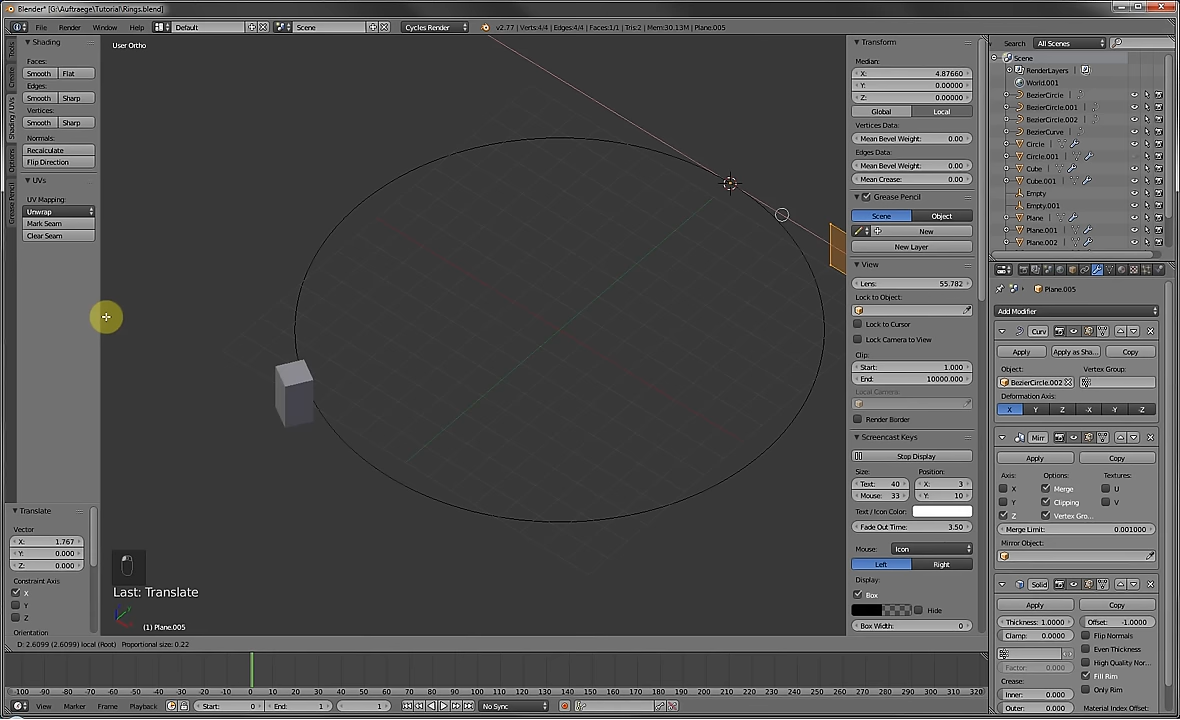 Blender* [G:\Auftraege\Tutorial\Rings.blend]
File Render Window Help Default Scene Cycles Render v2.77 | Verts:4/4 | Edges:4/4 | Faces:1/1 | Tris:2 | Mem:30.13M | Plane.005
Tools
Create
Shading / UVs
Options
Grease Pencil
Shading
Faces:
Smooth Flat
Edges:
Smooth Sharp
Vertices:
Smooth Sharp
Normals:
Recalculate
Flip Direction
UVs
UV Mapping:
Unwrap
Mark Seam
Clear Seam
Translate
Vector
X: 1.767
Y: 0.000
Z: 0.000
Constraint Axis
X
Y
Z
Orientation
User Ortho
Last: Translate
(1) Plane.005
D: 2.6099 (2.6099) local (Root) Proportional size: 0.22
Transform
Median:
X: 4.87660
Y: 0.00000
Z: 0.00000
Global Local
Vertices Data:
Mean Bevel Weight: 0.00
Edges Data:
Mean Bevel Weight: 0.00
Mean Crease: 0.00
Grease Pencil
Scene Object
New
New Layer
View
Lens: 55.782
Lock to Object:
Lock to Cursor
Lock Camera to View
Clip:
Start: 1.000
End: 10000.000
Local Camera:
Render Border
Screencast Keys
Stop Display
Size: Position:
Text: 40 X: 3
Mouse: 33 Y: 10
Text / Icon Color:
Fade Out Time: 3.50
Mouse: Icon
Left Right
Display:
Box
Hide
Box Width: 0
Search All Scenes
Scene
RenderLayers
World.001
BezierCircle
BezierCircle.001
BezierCircle.002
BezierCurve
Circle
Circle.001
Cube
Cube.001
Empty
Empty.001
Plane
Plane.001
Plane.002
Plane.005
Add Modifier
Curv
Apply Apply as Sha... Copy
Object: Vertex Group:
BezierCircle.002
Deformation Axis:
X Y Z -X -Y -Z
Mirr
Apply Copy
Axis: Options: Textures:
X Merge U
Y Clipping V
Z Vertex Gro...
Merge Limit: 0.001000
Mirror Object:
Solid
Apply Copy
Thickness: 1.0000 Offset: -1.0000
Clamp: 0.0000 Flip Normals
Even Thickness
Factor: 0.000 High Quality Nor...
Crease: Fill Rim
Inner: 0.000 Only Rim
Outer: 0.000 Material Index Offset:
-100 -90 -80 -70 -60 -50 -40 -30 -20 -10 0 10 20 30 40 50 60 70 80 90 100 110 120 130 140 150 160 170 180 190 200 210 220 230 240 250 260 270 280 290 300 310 320
View Marker Frame Playback Start: 0 End: 1 1 No Sync